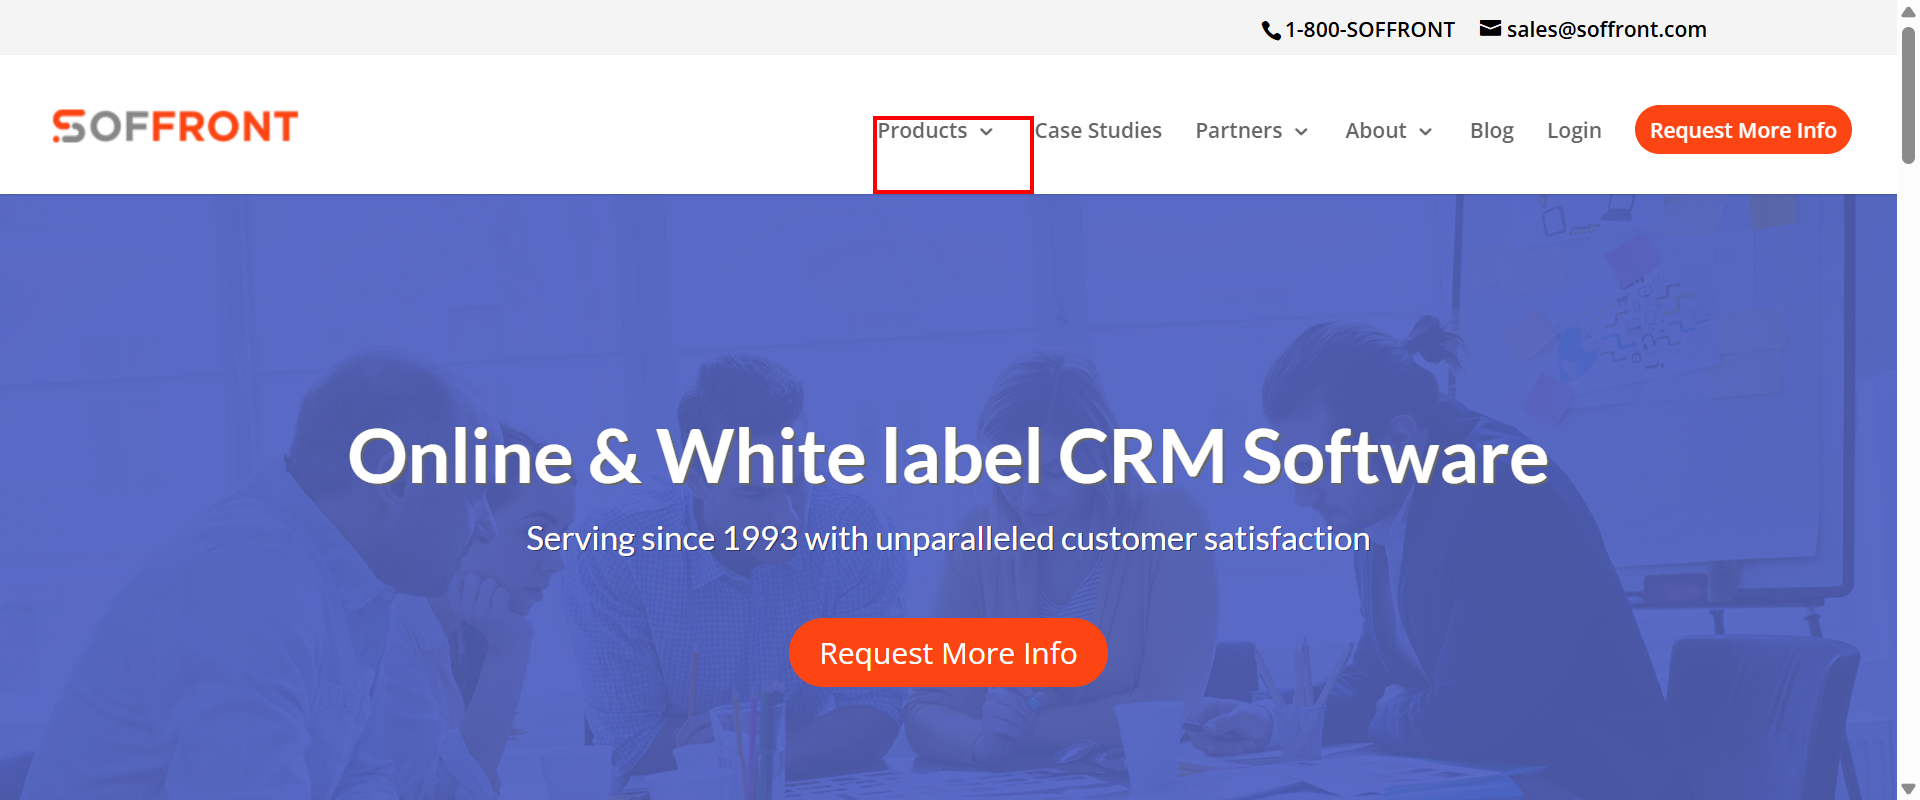 1-800-SOFFRONT sales@soffront.com
SOFFRONT
Products Case Studies Partners About Blog Login Request More Info
Online & White label CRM Software
Serving since 1993 with unparalleled customer satisfaction
Request More Info